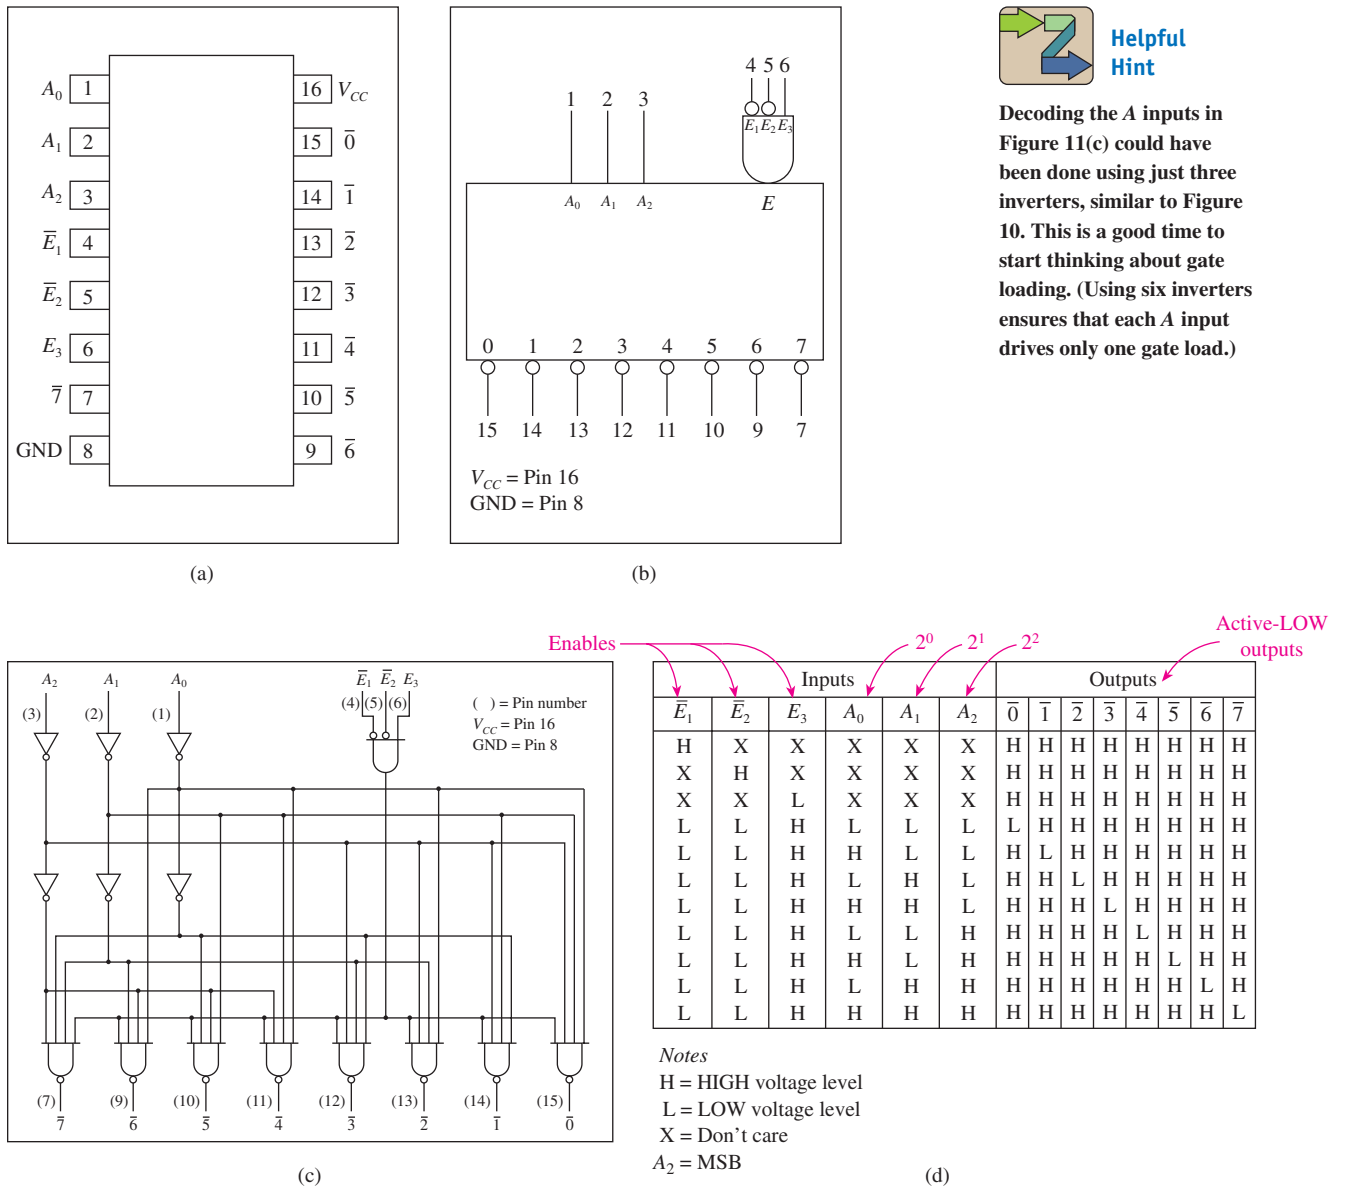 A0 1
A1 2
A2 3
E̅1 4
E̅2 5
E3 6
7̅ 7
GND 8
16 VCC
15 0̅
14 1̅
13 2̅
12 3̅
11 4̅
10 5̅
9 6̅
(a)
4 5 6
1 2 3
E1 E2 E3
A0 A1 A2 E
0 1 2 3 4 5 6 7
15 14 13 12 11 10 9 7
VCC = Pin 16
GND = Pin 8
(b)
Helpful
Hint
Decoding the A inputs in
Figure 11(c) could have
been done using just three
inverters, similar to Figure
10. This is a good time to
start thinking about gate
loading. (Using six inverters
ensures that each A input
drives only one gate load.)
A2 A1 A0 E̅1 E̅2 E3
(3) (2) (1) (4) (5) (6)
( ) = Pin number
VCC = Pin 16
GND = Pin 8
(7) (9) (10) (11) (12) (13) (14) (15)
7̅ 6̅ 5̅ 4̅ 3̅ 2̅ 1̅ 0̅
(c)
Enables 2⁰ 2¹ 2² Active-LOW
outputs
Inputs Outputs
E̅1 E̅2 E3 A0 A1 A2 0̅ 1̅ 2̅ 3̅ 4̅ 5̅ 6̅ 7̅
H X X X X X H H H H H H H H
X H X X X X H H H H H H H H
X X L X X X H H H H H H H H
L L H L L L L H H H H H H H
L L H H L L H L H H H H H H
L L H L H L H H L H H H H H
L L H H H L H H H L H H H H
L L H L L H H H H H L H H H
L L H H L H H H H H H L H H
L L H L H H H H H H H H L H
L L H H H H H H H H H H H L
Notes
H = HIGH voltage level
L = LOW voltage level
X = Don't care
A2 = MSB
(d)